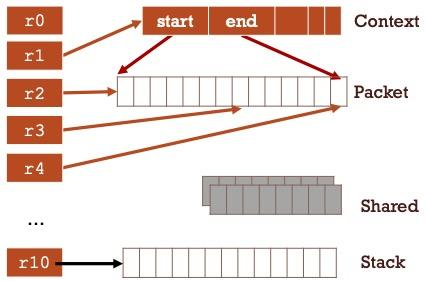 r0 start end Context
r1
r2 Packet
r3
r4
Shared
...
r10 Stack